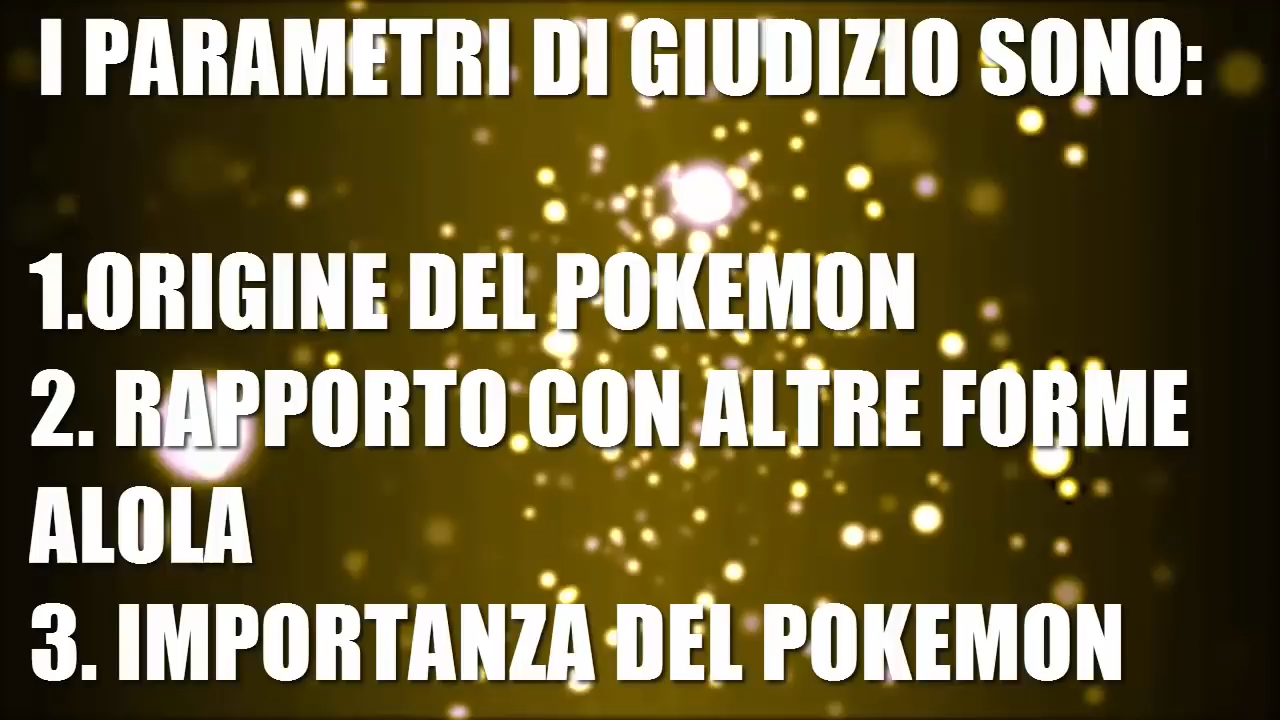 I PARAMETRI DI GIUDIZIO SONO:
1.ORIGINE DEL POKEMON
2. RAPPORTO CON ALTRE FORME
ALOLA
3. IMPORTANZA DEL POKEMON